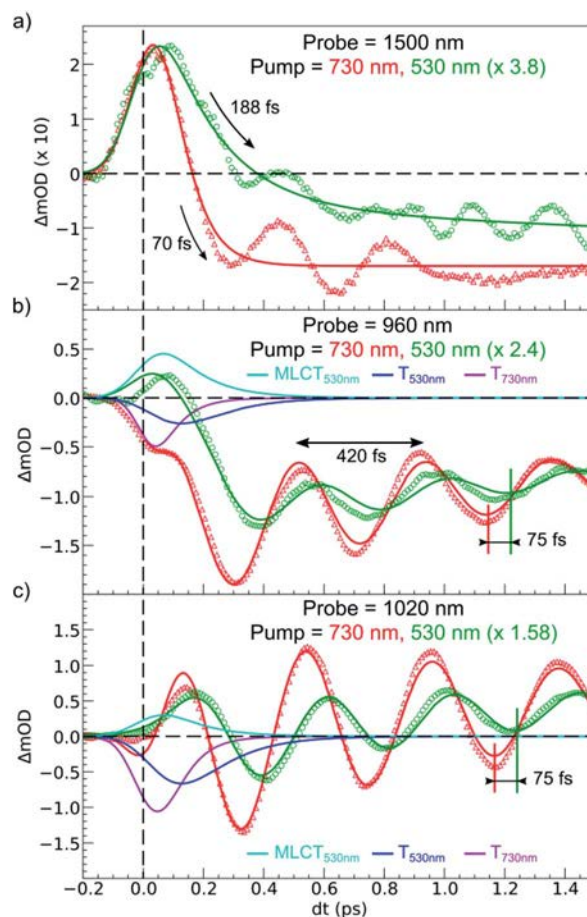 a)
Probe = 1500 nm
Pump = 730 nm, 530 nm (x 3.8)
188 fs
70 fs
ΔmOD (x 10)
2
1
0
−1
−2
b)
Probe = 960 nm
Pump = 730 nm, 530 nm (x 2.4)
MLCT530nm T530nm T730nm
420 fs
75 fs
ΔmOD
0.5
0.0
−0.5
−1.0
−1.5
c)
Probe = 1020 nm
Pump = 730 nm, 530 nm (x 1.58)
75 fs
MLCT530nm T530nm T730nm
ΔmOD
1.5
1.0
0.5
0.0
−0.5
−1.0
−1.5
−0.2 0.0 0.2 0.4 0.6 0.8 1.0 1.2 1.4
dt (ps)